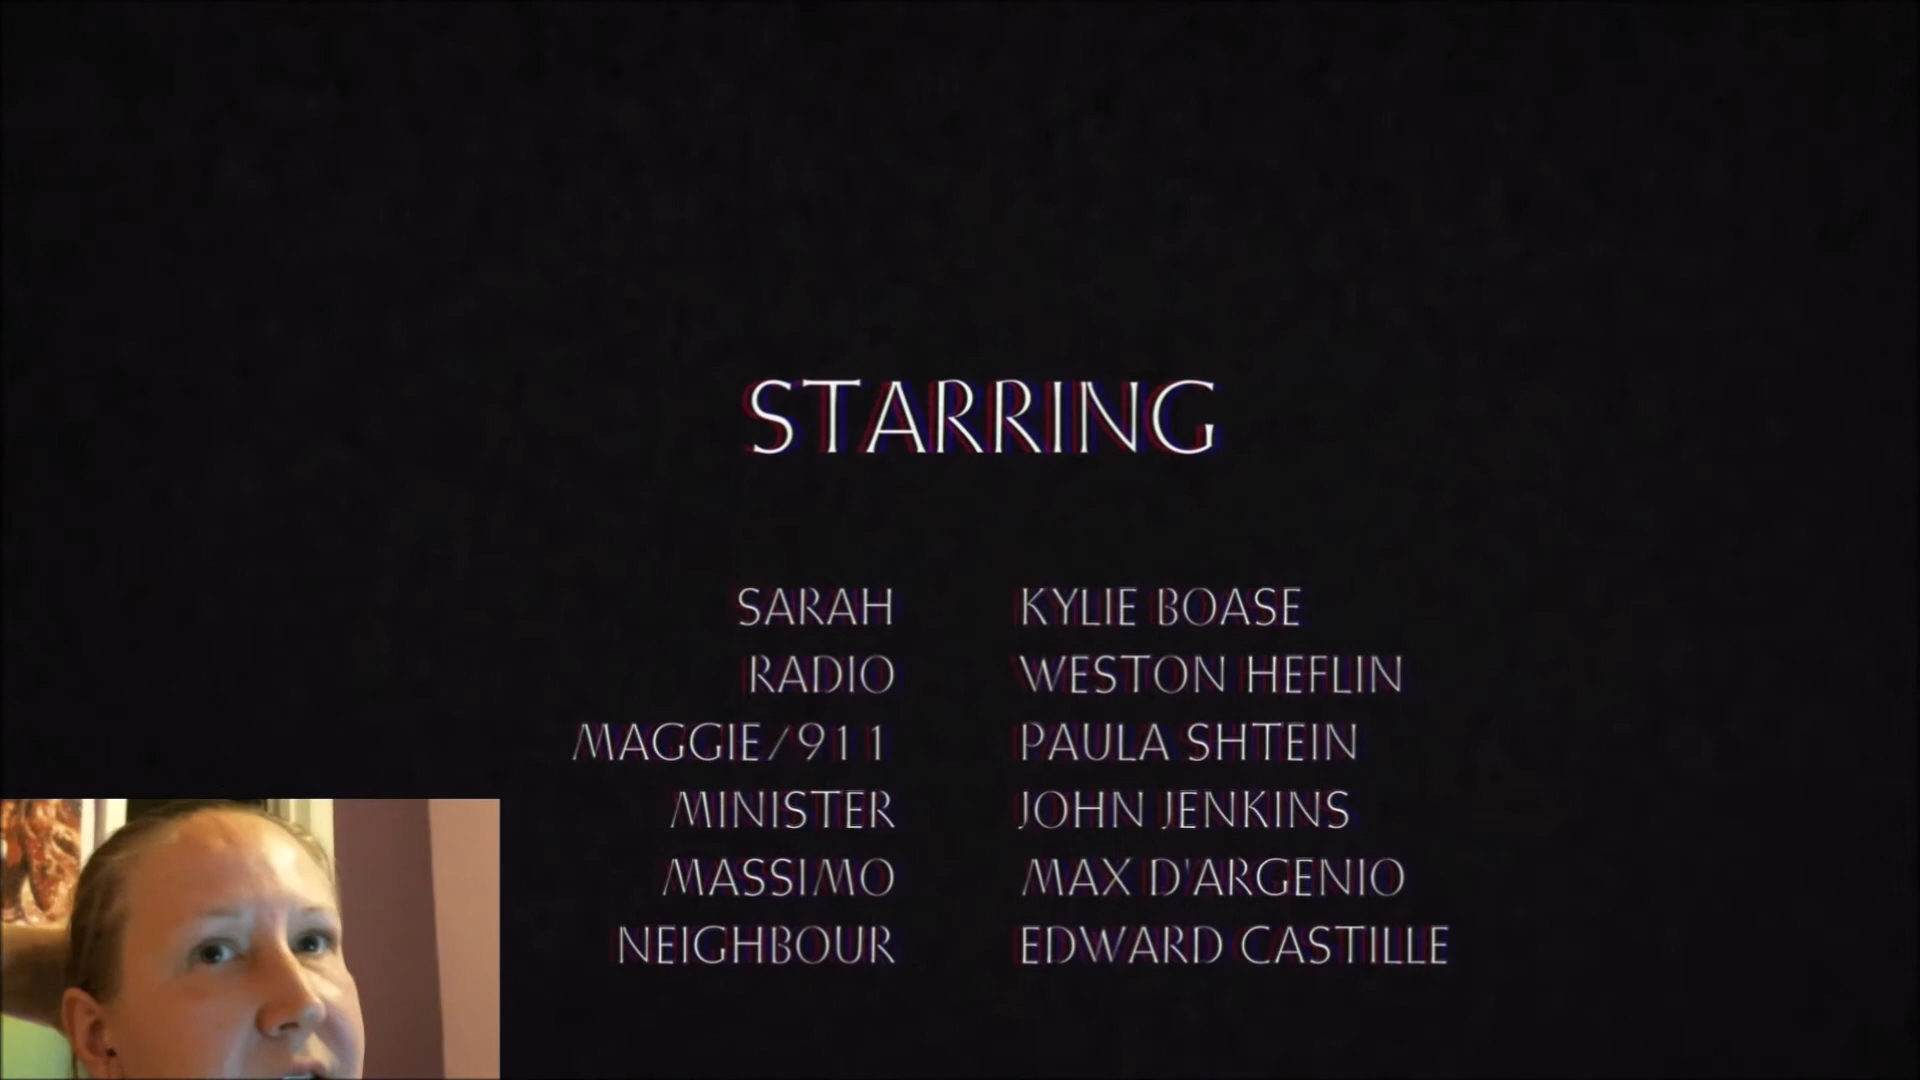 STARRING
SARAH KYLIE BOASE
RADIO WESTON HEFLIN
MAGGIE/911 PAULA SHTEIN
MINISTER JOHN JENKINS
MASSIMO MAX D'ARGENIO
NEIGHBOUR EDWARD CASTILLE